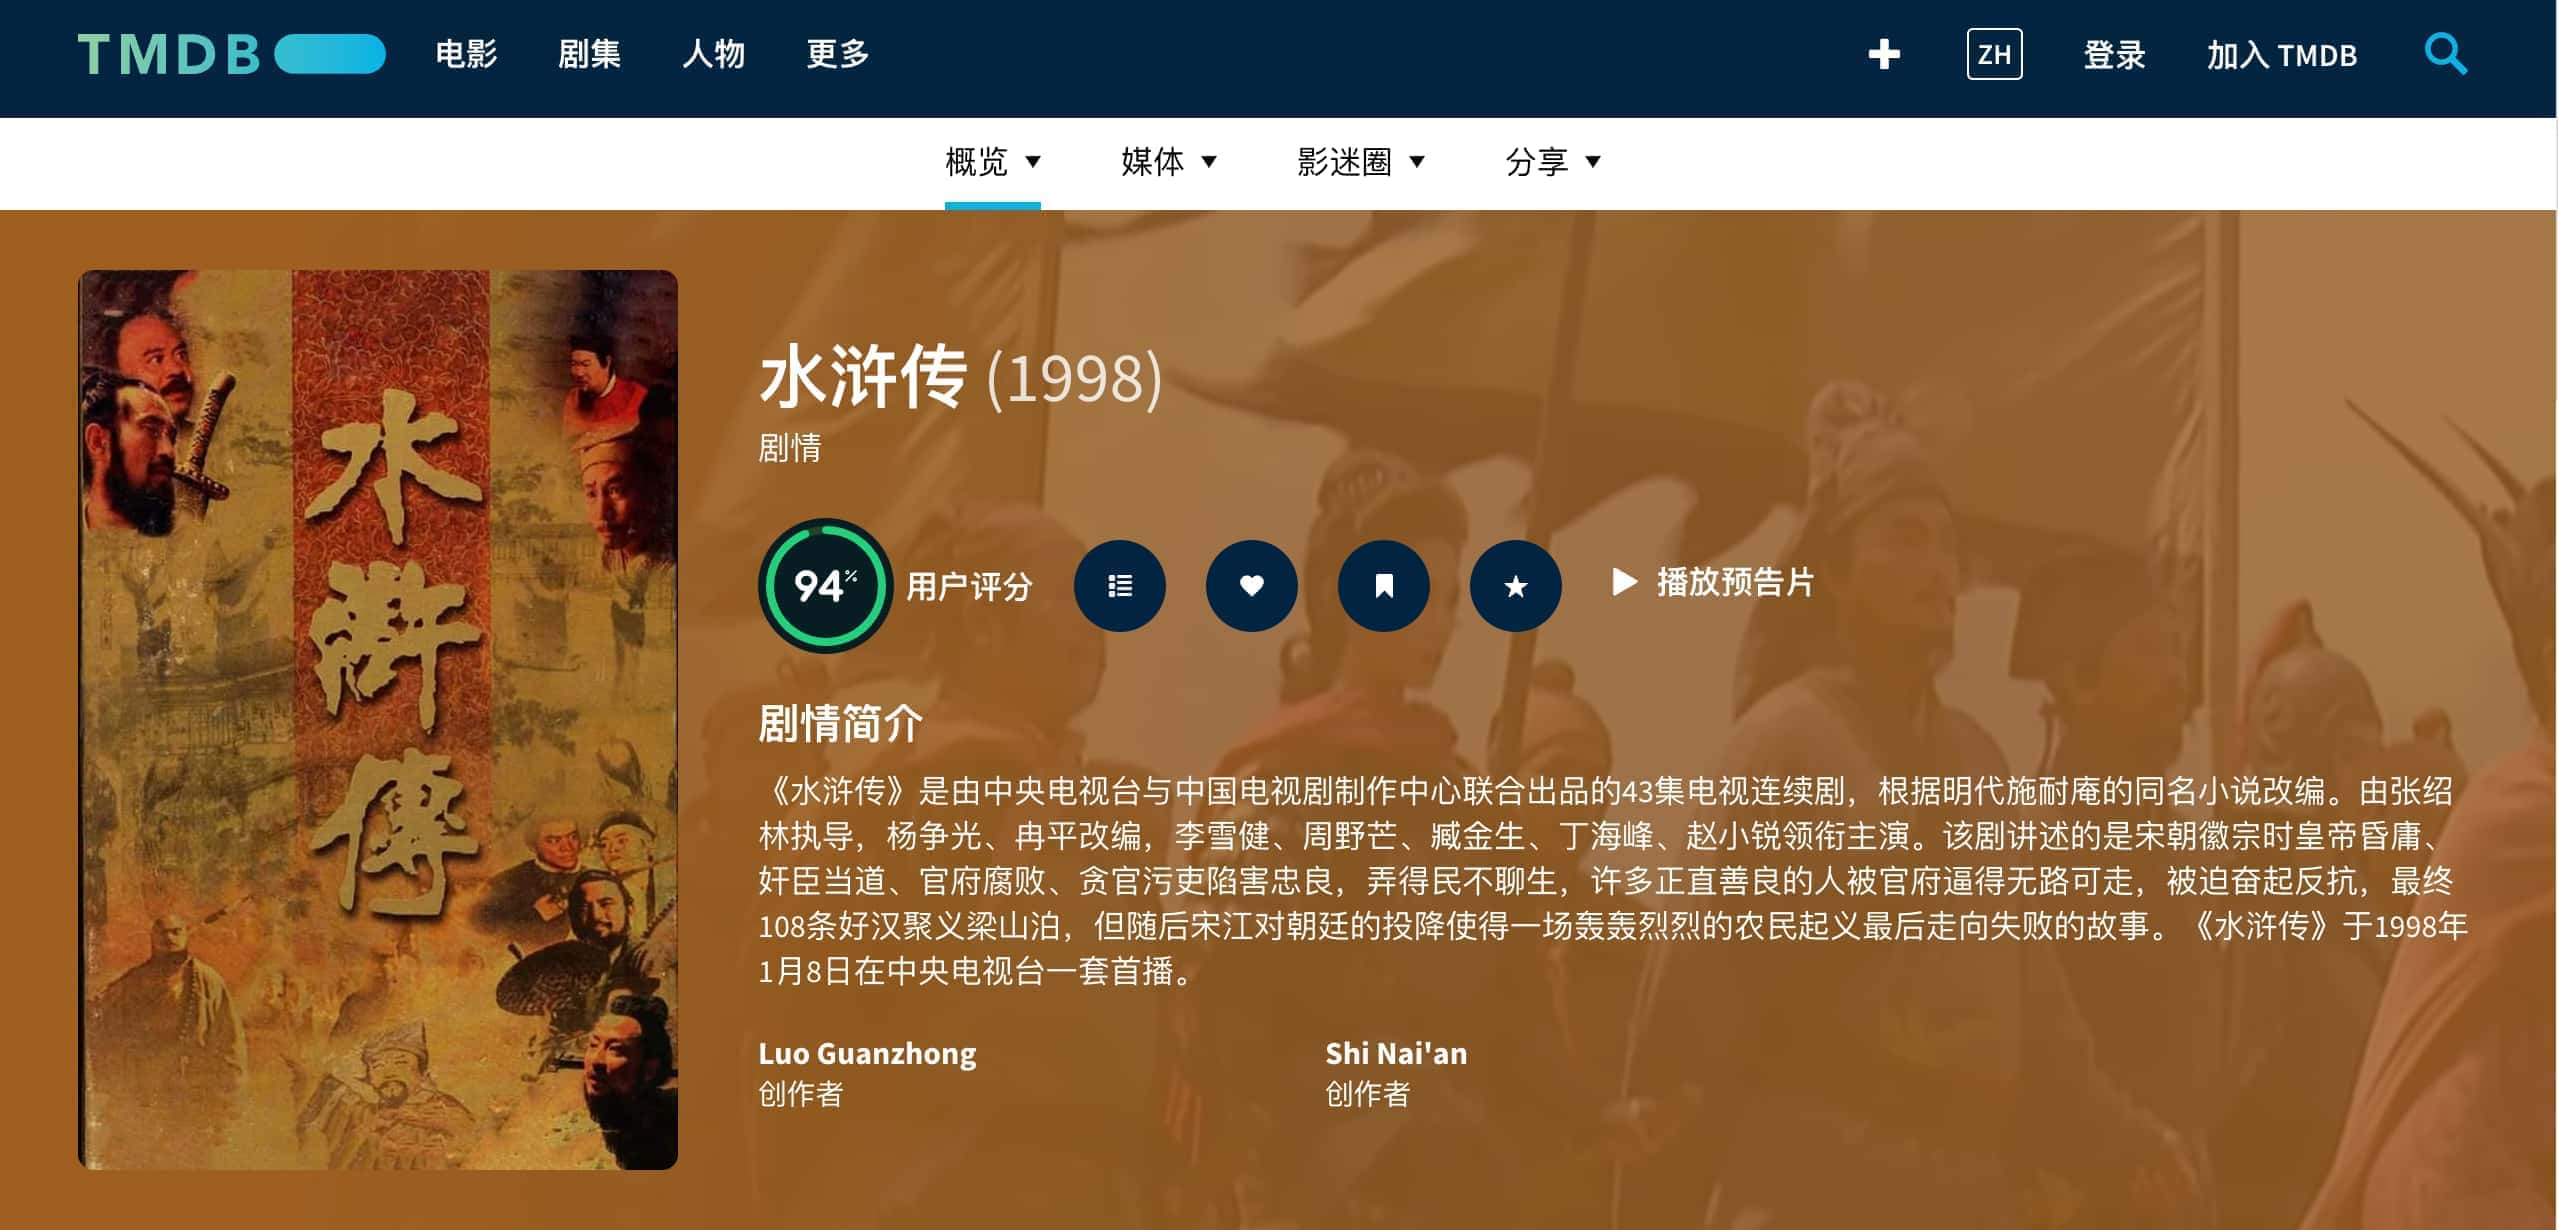 TMDB 电影 剧集 人物 更多 ZH 登录 加入 TMDB
概览 媒体 影迷圈 分享
水
滸
傳
水浒传 (1998)
剧情
94% 用户评分 播放预告片
剧情简介
《水浒传》是由中央电视台与中国电视剧制作中心联合出品的43集电视连续剧，根据明代施耐庵的同名小说改编。由张绍
林执导，杨争光、冉平改编，李雪健、周野芒、臧金生、丁海峰、赵小锐领衔主演。该剧讲述的是宋朝徽宗时皇帝昏庸、
奸臣当道、官府腐败、贪官污吏陷害忠良，弄得民不聊生，许多正直善良的人被官府逼得无路可走，被迫奋起反抗，最终
108条好汉聚义梁山泊，但随后宋江对朝廷的投降使得一场轰轰烈烈的农民起义最后走向失败的故事。《水浒传》于1998年
1月8日在中央电视台一套首播。
Luo Guanzhong Shi Nai'an
创作者 创作者